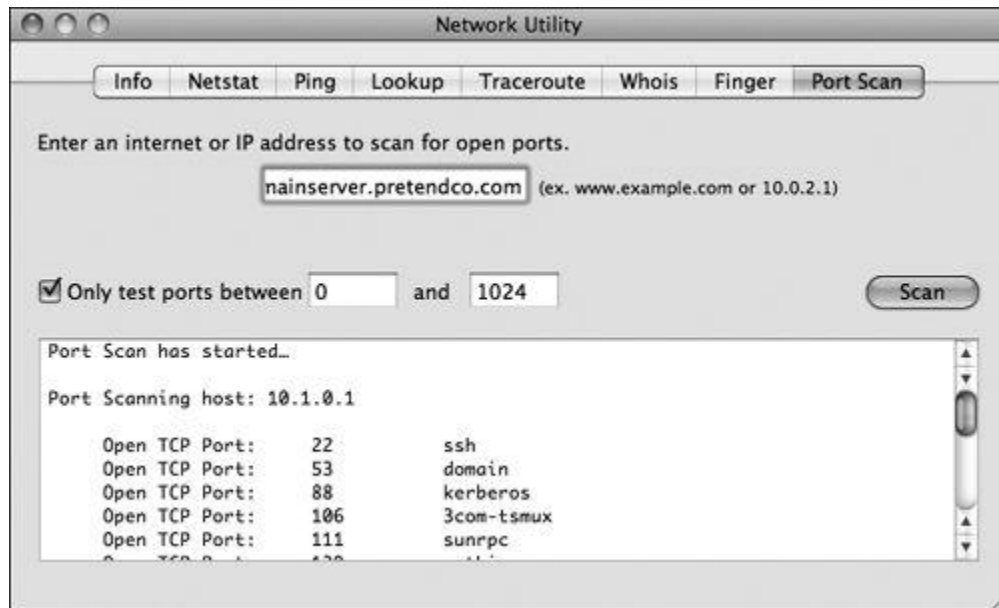 Network Utility
Info Netstat Ping Lookup Traceroute Whois Finger Port Scan
Enter an internet or IP address to scan for open ports.
nainserver.pretendco.com (ex. www.example.com or 10.0.2.1)
Only test ports between 0 and 1024 Scan
Port Scan has started…
Port Scanning host: 10.1.0.1
Open TCP Port: 22 ssh
Open TCP Port: 53 domain
Open TCP Port: 88 kerberos
Open TCP Port: 106 3com-tsmux
Open TCP Port: 111 sunrpc